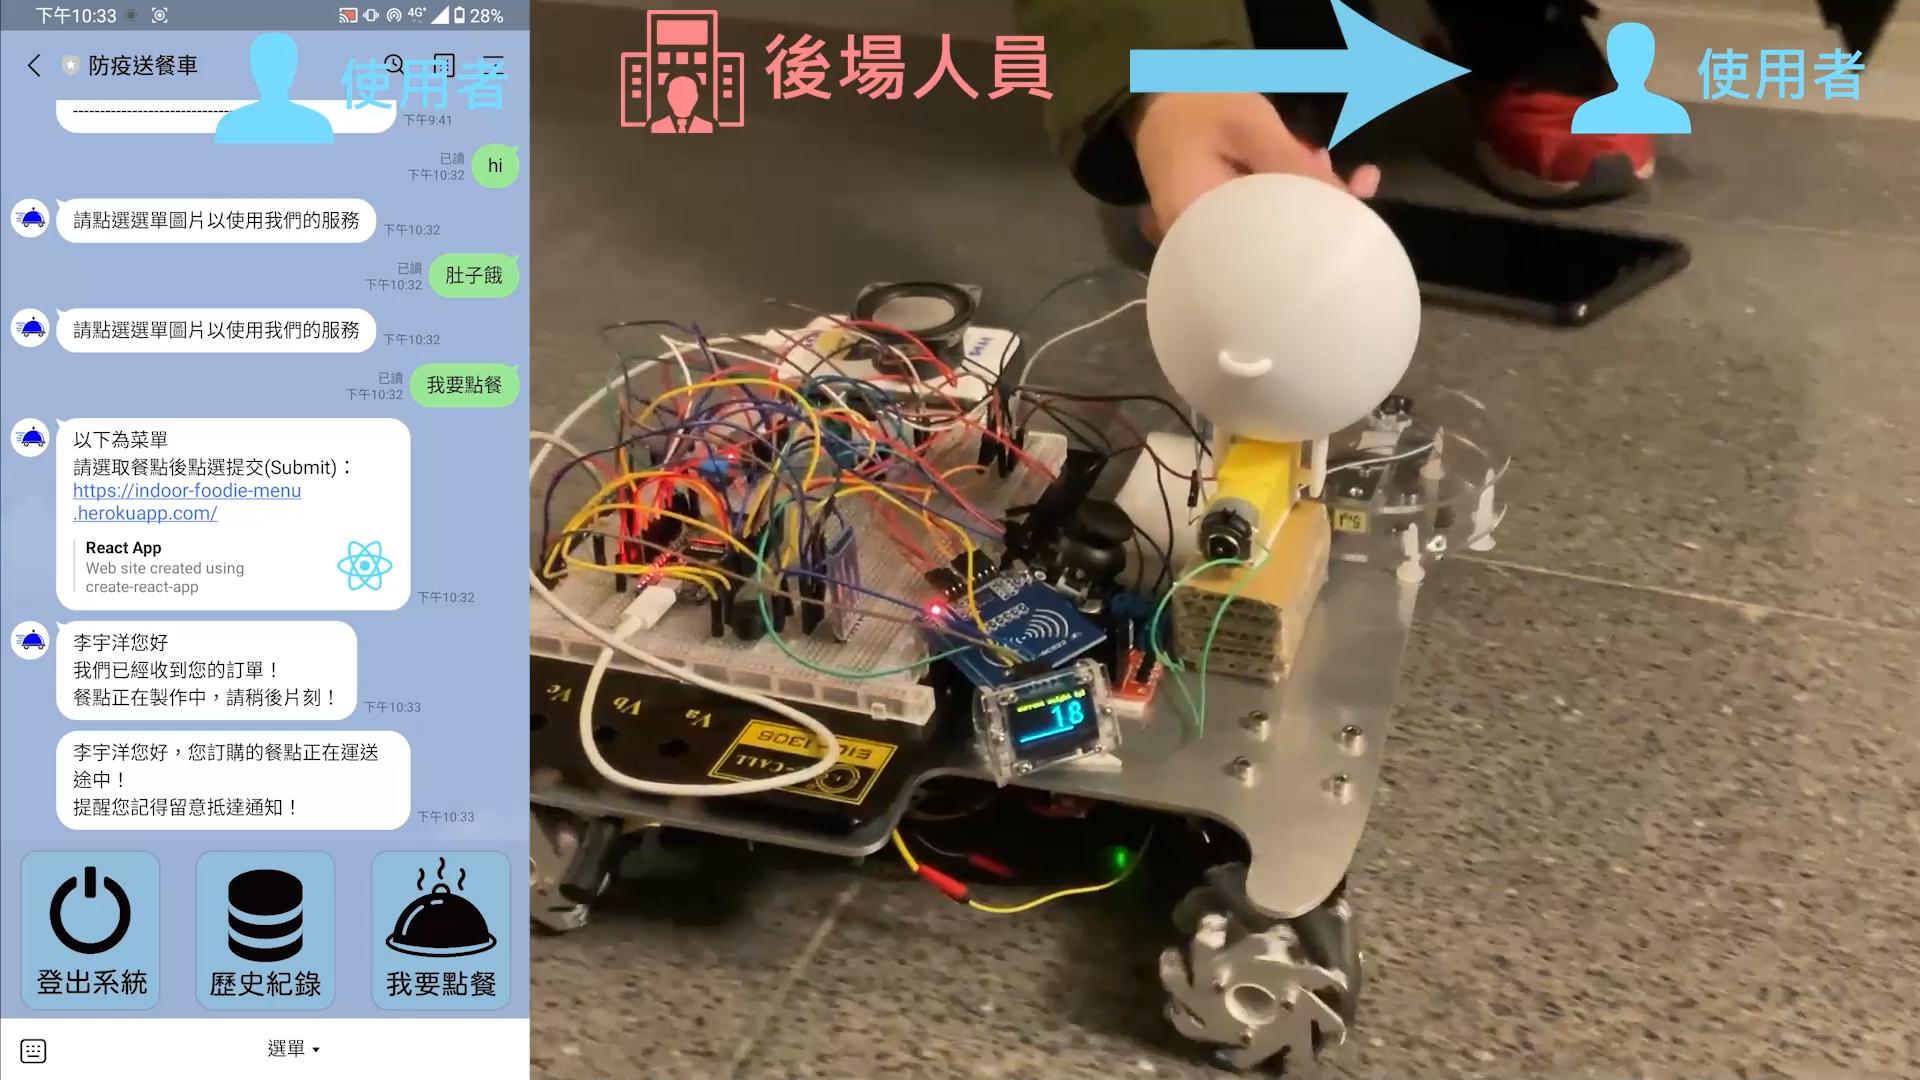 下午10:33
4G+
28%
防疫送餐車
使用者
下午9:41
hi
已讀
下午10:32
請點選選單圖片以使用我們的服務
下午10:32
肚子餓
已讀
下午10:32
請點選選單圖片以使用我們的服務
下午10:32
我要點餐
已讀
下午10:32
以下為菜單
請選取餐點後點選提交(Submit)：
https://indoor-foodie-menu
.herokuapp.com/
React App
Web site created using
create-react-app
下午10:32
李宇洋您好
我們已經收到您的訂單！
餐點正在製作中，請稍後片刻！
下午10:33
李宇洋您好，您訂購的餐點正在運送
途中！
提醒您記得留意抵達通知！
下午10:33
登出系統
歷史紀錄
我要點餐
選單
後場人員
使用者
Vc
Vb
Va
EIC-1308
18